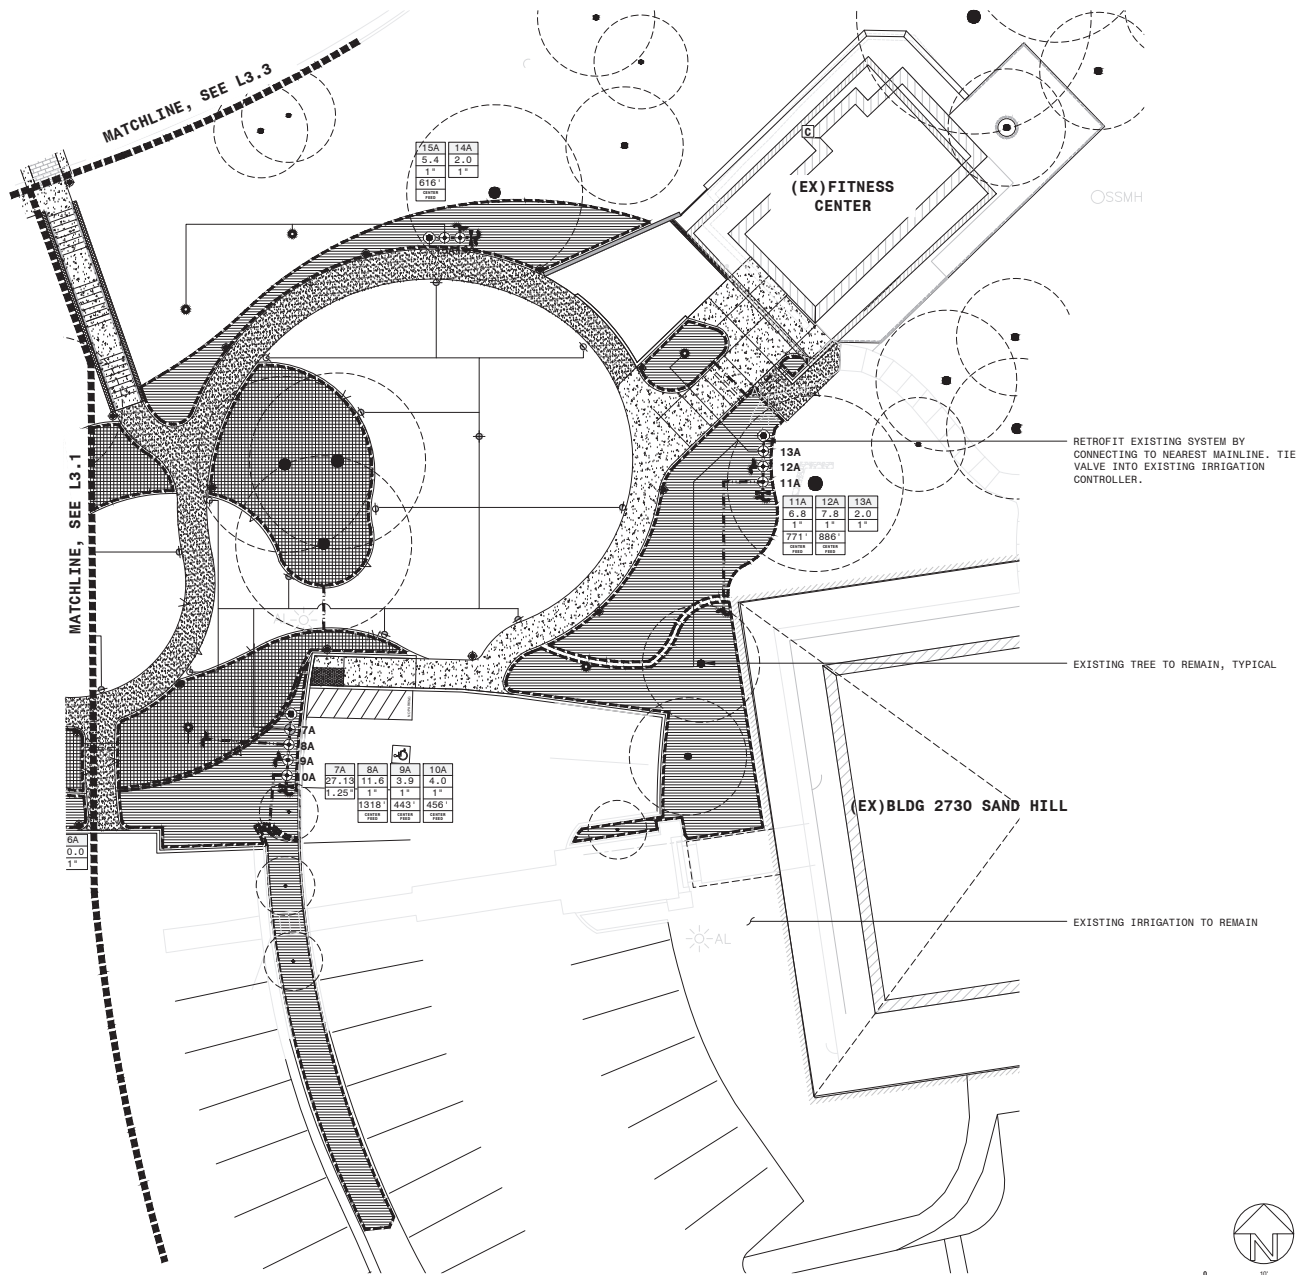 MATCHLINE, SEE L3.3
15A 14A
5.4 2.0
1" 1"
616'
CENTER
FEED
C
(EX)FITNESS
CENTER
SSMH
MATCHLINE, SEE L3.1
RETROFIT EXISTING SYSTEM BY
CONNECTING TO NEAREST MAINLINE. TIE
VALVE INTO EXISTING IRRIGATION
CONTROLLER.
13A
12A
11A
11A 12A 13A
6.8 7.8 2.0
1" 1" 1"
771' 886'
CENTER CENTER
FEED FEED
EXISTING TREE TO REMAIN, TYPICAL
7A
8A
9A
10A
7A 8A 9A 10A
27.13 11.6 3.9 4.0
1.25" 1" 1" 1"
1318' 443' 456'
CENTER CENTER CENTER
FEED FEED FEED
(EX)BLDG 2730 SAND HILL
6A
0.0
1"
EXISTING IRRIGATION TO REMAIN
AL
N
0 10'